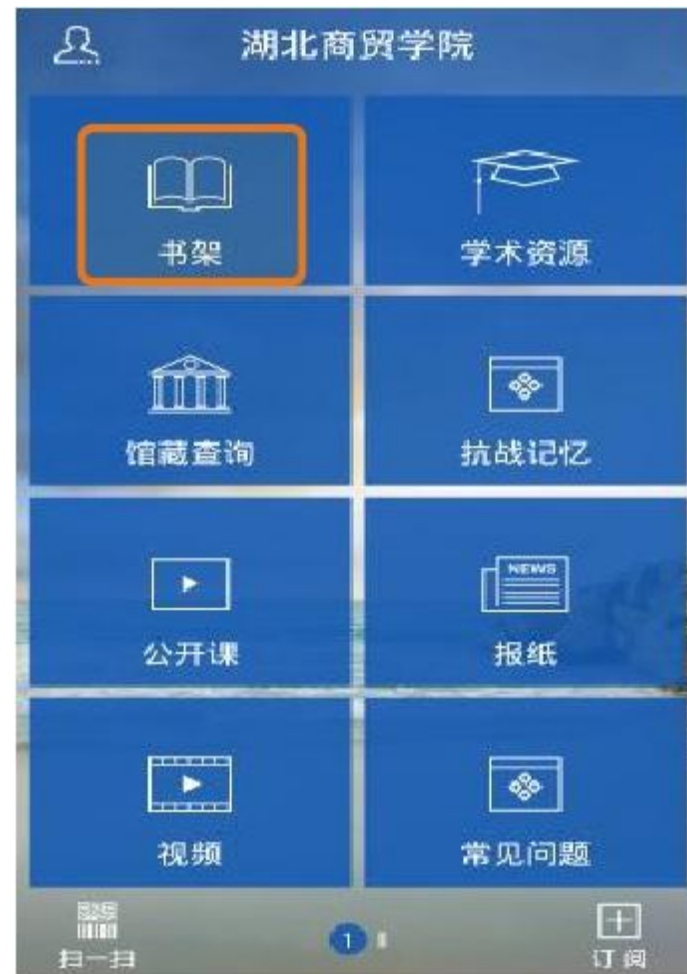 湖北商贸学院
书架
学术资源
馆藏查询
抗战记忆
公开课
NEWS
报纸
视频
常见问题
扫一扫
1
订阅